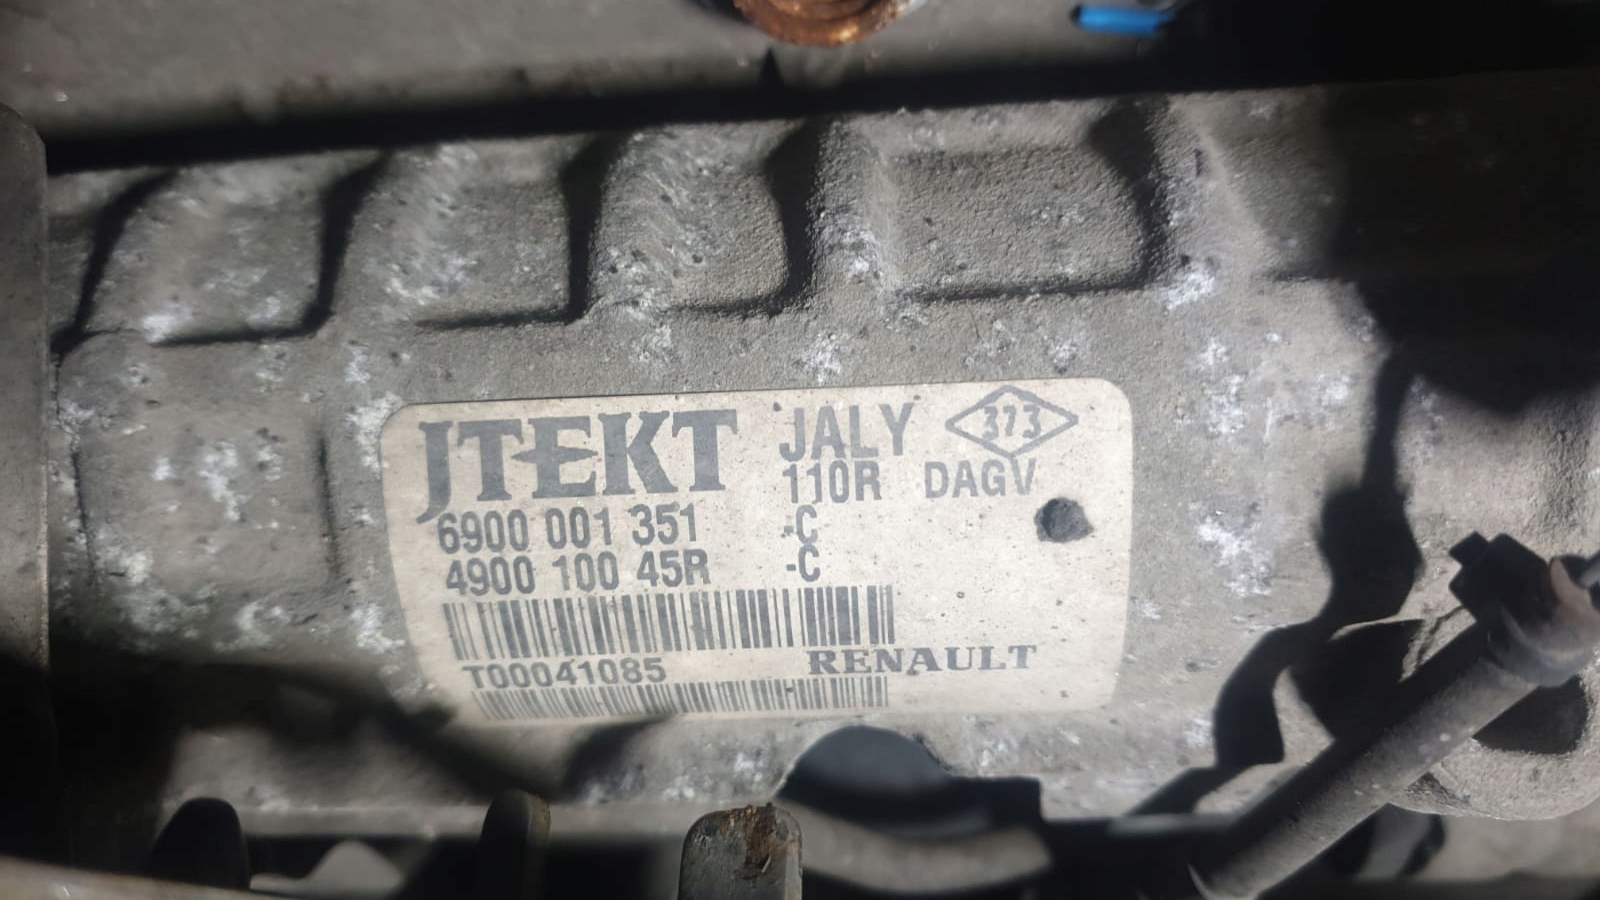 JTEKT JALY 373
110R DAGV
6900 001 351 -C
4900 100 45R -C
T00041085 RENAULT